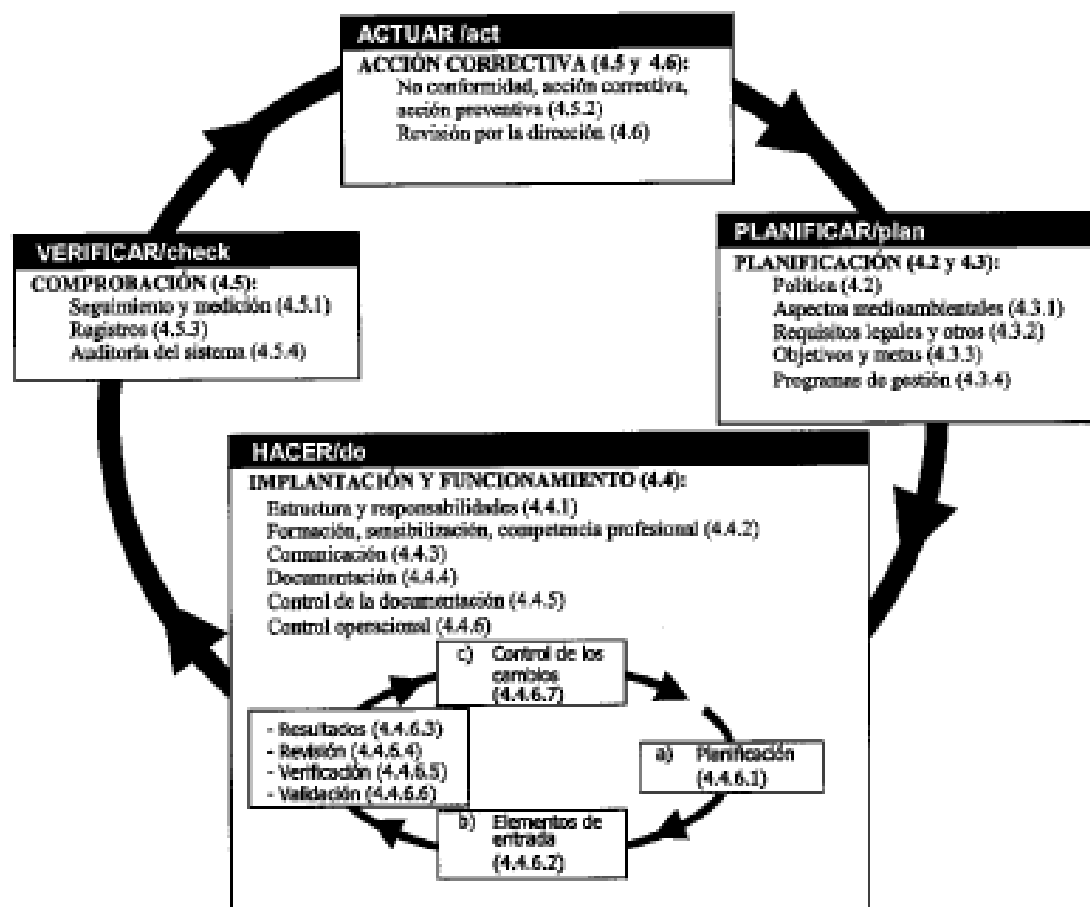 ACTUAR /act
ACCIÓN CORRECTIVA (4.5 y 4.6):
No conformidad, acción correctiva,
acción preventiva (4.5.2)
Revisión por la dirección (4.6)
PLANIFICAR/plan
PLANIFICACIÓN (4.2 y 4.3):
Política (4.2)
Aspectos medioambientales (4.3.1)
Requisitos legales y otros (4.3.2)
Objetivos y metas (4.3.3)
Programas de gestión (4.3.4)
VERIFICAR/check
COMPROBACIÓN (4.5):
Seguimiento y medición (4.5.1)
Registros (4.5.3)
Auditoría del sistema (4.5.4)
HACER/do
IMPLANTACIÓN Y FUNCIONAMIENTO (4.4):
Estructura y responsabilidades (4.4.1)
Formación, sensibilización, competencia profesional (4.4.2)
Comunicación (4.4.3)
Documentación (4.4.4)
Control de la documentación (4.4.5)
Control operacional (4.4.6)
c) Control de los
cambios
(4.4.6.7)
a) Planificación
(4.4.6.1)
b) Elementos de
entrada
(4.4.6.2)
- Resultados (4.4.6.3)
- Revisión (4.4.6.4)
- Verificación (4.4.6.5)
- Validación (4.4.6.6)